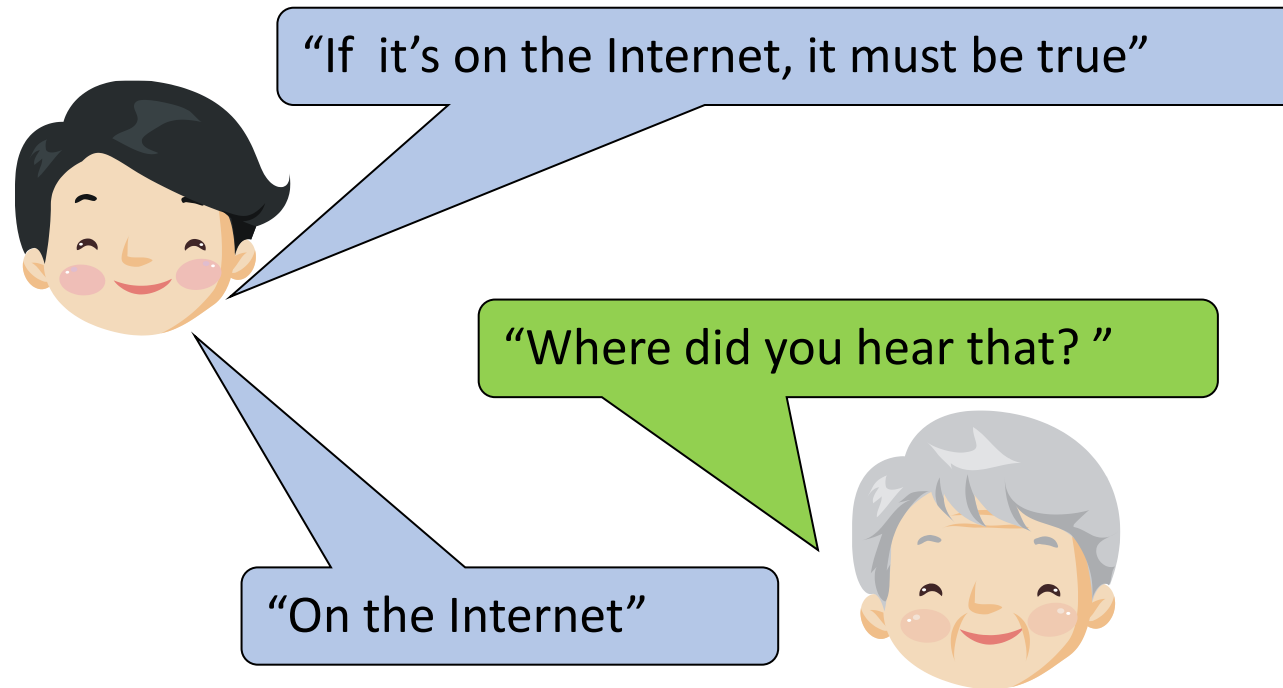 “If  it’s on the Internet, it must be true”
“Where did you hear that? ”
“On the Internet”